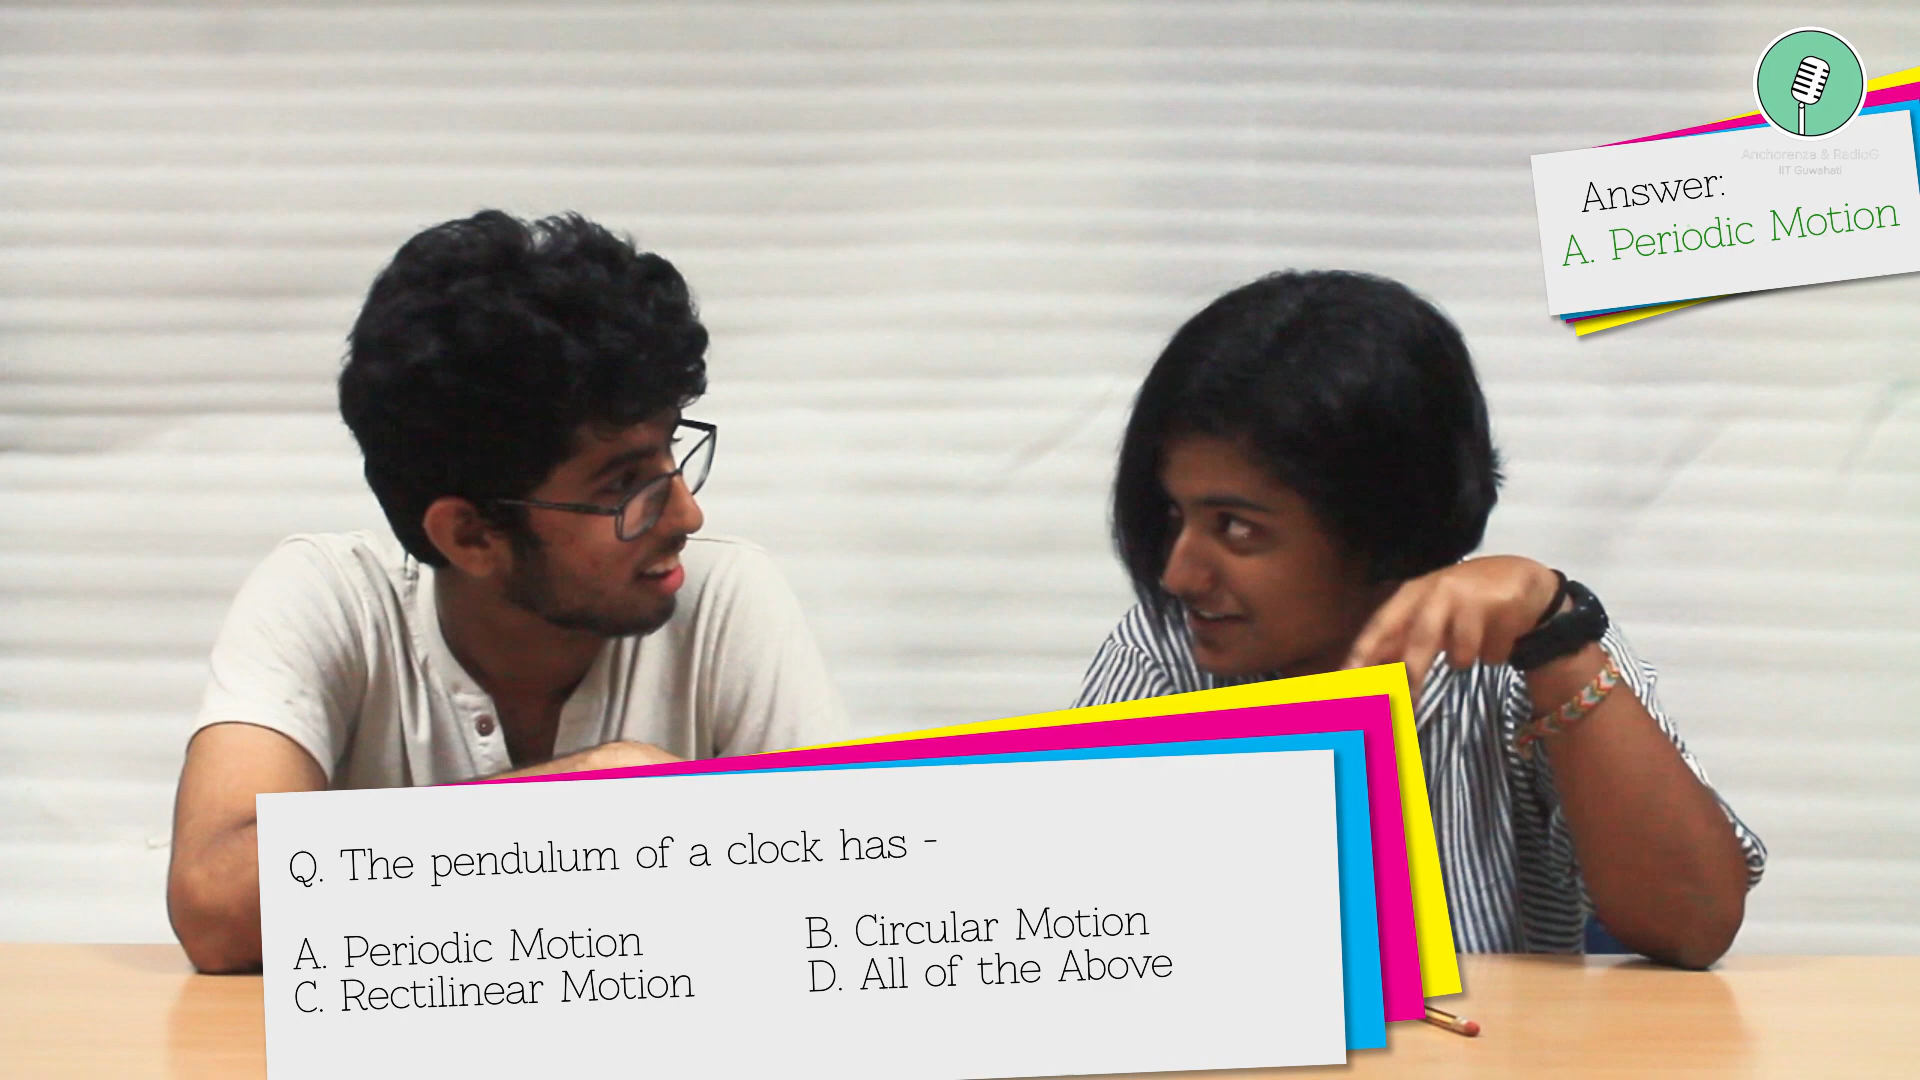 Anchorenza & RadioG
IIT Guwahati
Answer:
A. Periodic Motion
Q. The pendulum of a clock has -
A. Periodic Motion
B. Circular Motion
C. Rectilinear Motion
D. All of the Above